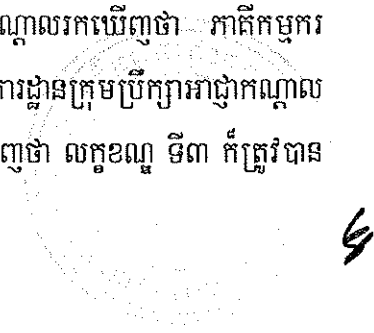 ណ្តាលរកឃើញថា ភាគីកម្មករ
ការដ្ឋានក្រុមប្រឹក្សាអាជ្ញាកណ្តាល
ញថា លក្ខខណ្ឌ ទី៣ ក៏ត្រូវបាន